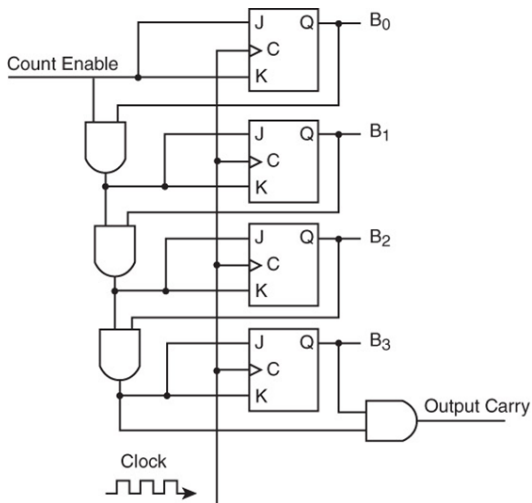 J Q B0
Count Enable
C
K
J Q B1
C
K
J Q B2
C
K
J Q B3
C
K
Output Carry
Clock